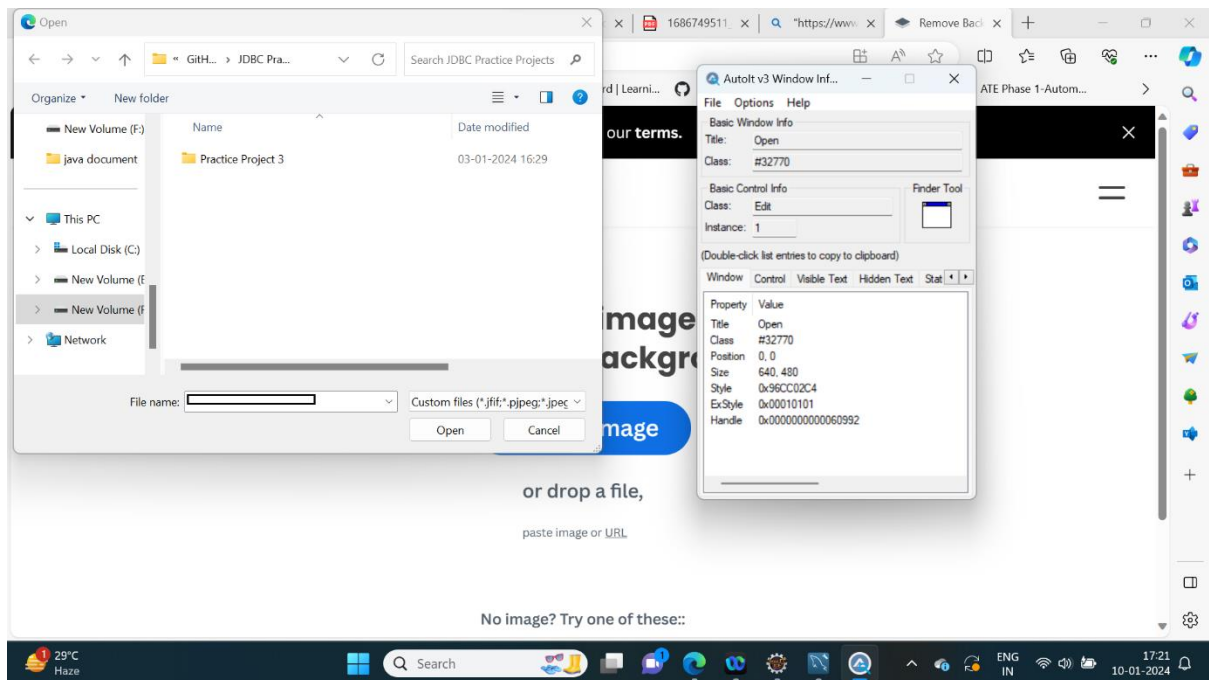 Open
1686749511_
"https://www.
Remove Back
« GitH... › JDBC Pra...
Search JDBC Practice Projects
Organize
New folder
rd | Learni...
ATE Phase 1-Autom...
New Volume (F:)
java document
This PC
Local Disk (C:)
New Volume (E
New Volume (F
Network
Name
Date modified
Practice Project 3
03-01-2024 16:29
File name:
Custom files (*.jfif;*.pjpeg;*.jpeg
Open
Cancel
our terms.
image
ackgro
mage
or drop a file,
paste image or URL
No image? Try one of these::
AutoIt v3 Window Inf...
File Options Help
Basic Window Info
Title: Open
Class: #32770
Basic Control Info
Finder Tool
Class: Edit
Instance: 1
(Double-click list entries to copy to clipboard)
Window Control Visible Text Hidden Text Stat
Property Value
Title Open
Class #32770
Position 0, 0
Size 640, 480
Style 0x96CC02C4
ExStyle 0x00010101
Handle 0x0000000000060992
1
29°C
Haze
Search
ENG
IN
17:21
10-01-2024